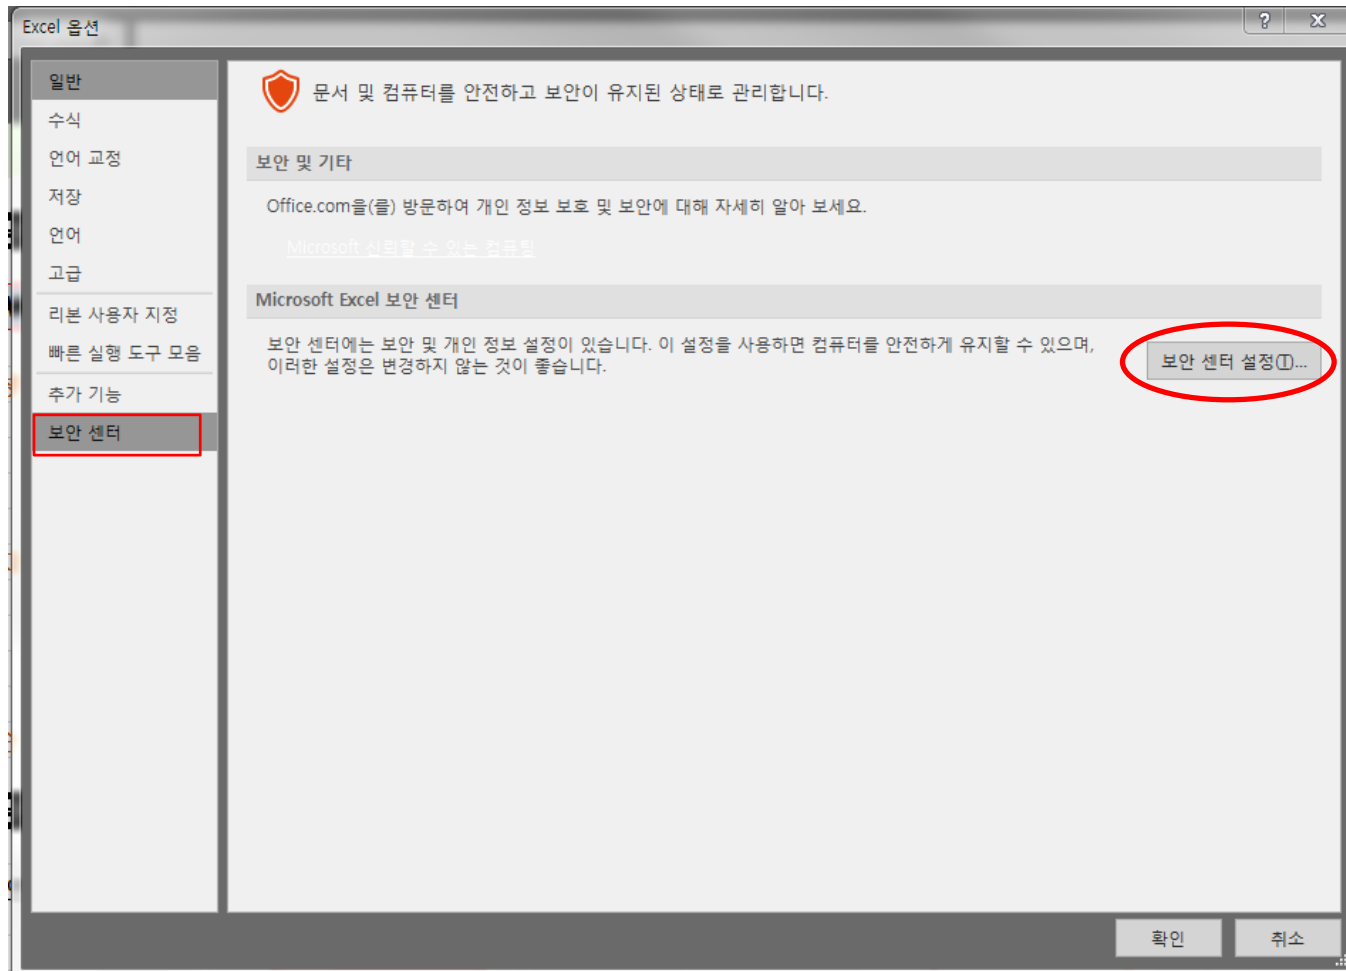 Excel 옵션
일반
수식
언어 교정
저장
언어
고급
리본 사용자 지정
빠른 실행 도구 모음
추가 기능
보안 센터
문서 및 컴퓨터를 안전하고 보안이 유지된 상태로 관리합니다.
보안 및 기타
Office.com을(를) 방문하여 개인 정보 보호 및 보안에 대해 자세히 알아 보세요.
Microsoft 신뢰할 수 있는 컴퓨팅
Microsoft Excel 보안 센터
보안 센터에는 보안 및 개인 정보 설정이 있습니다. 이 설정을 사용하면 컴퓨터를 안전하게 유지할 수 있으며,
이러한 설정은 변경하지 않는 것이 좋습니다.
보안 센터 설정(T)...
확인
취소